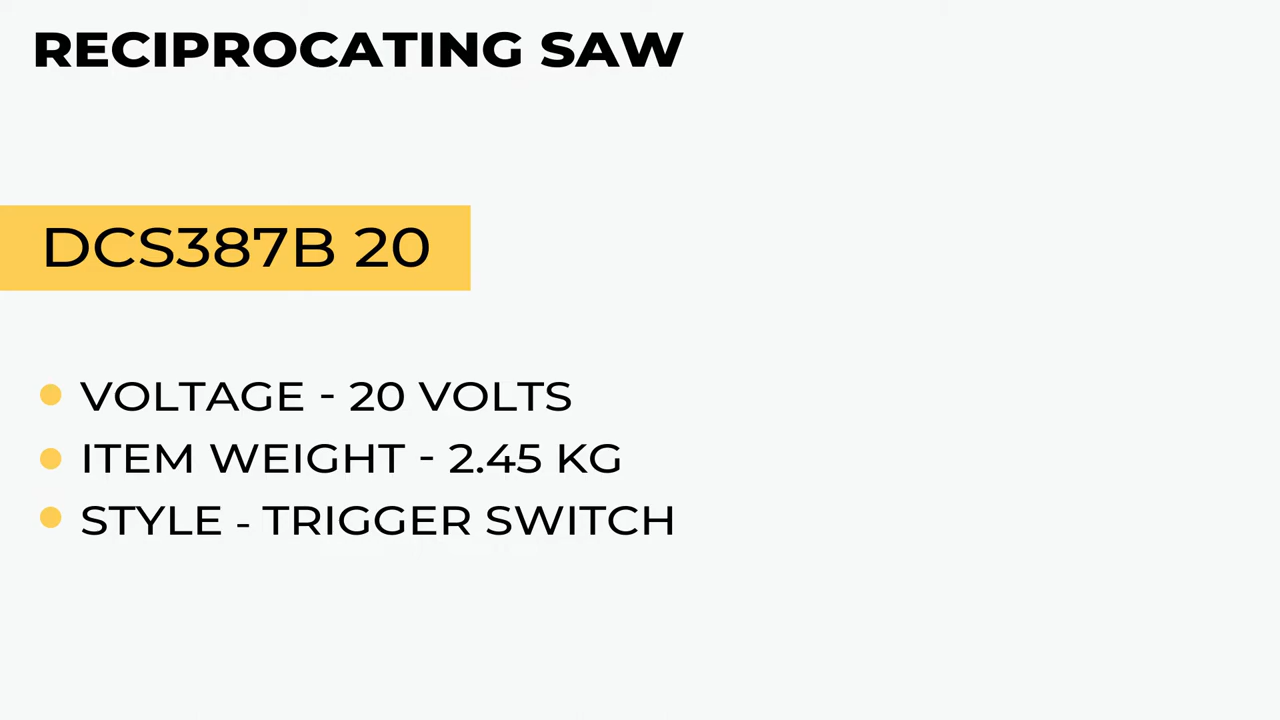 RECIPROCATING SAW
DCS387B 20
VOLTAGE - 20 VOLTS
ITEM WEIGHT - 2.45 KG
STYLE - TRIGGER SWITCH